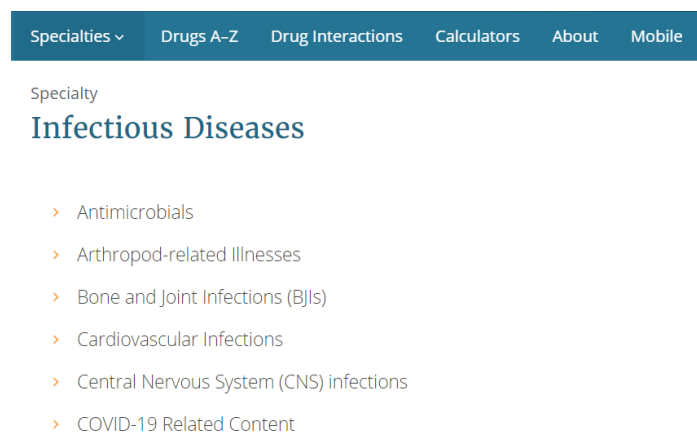 Specialties Drugs A–Z Drug Interactions Calculators About Mobile
Specialty
Infectious Diseases
Antimicrobials
Arthropod-related Illnesses
Bone and Joint Infections (BJIs)
Cardiovascular Infections
Central Nervous System (CNS) infections
COVID-19 Related Content